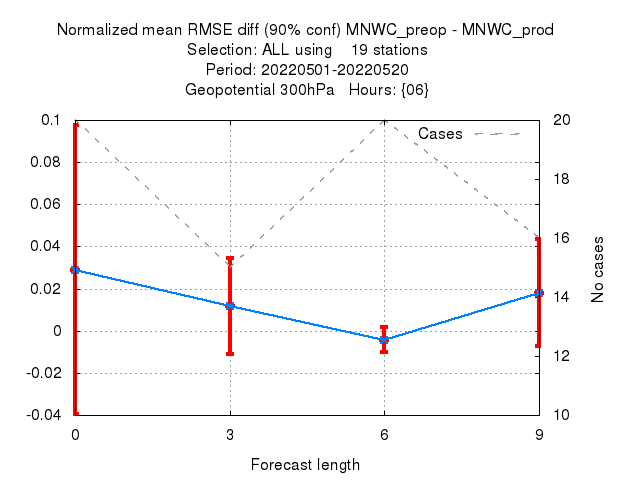 Normalized mean RMSE diff (90% conf) MNWC_preop - MNWC_prod
Selection: ALL using    19 stations
Period: 20220501-20220520
Geopotential 300hPa   Hours: {06}
Cases
0.1
0.08
0.06
0.04
0.02
0
-0.02
-0.04
20
18
16
14
12
10
No cases
0
3
6
9
Forecast length